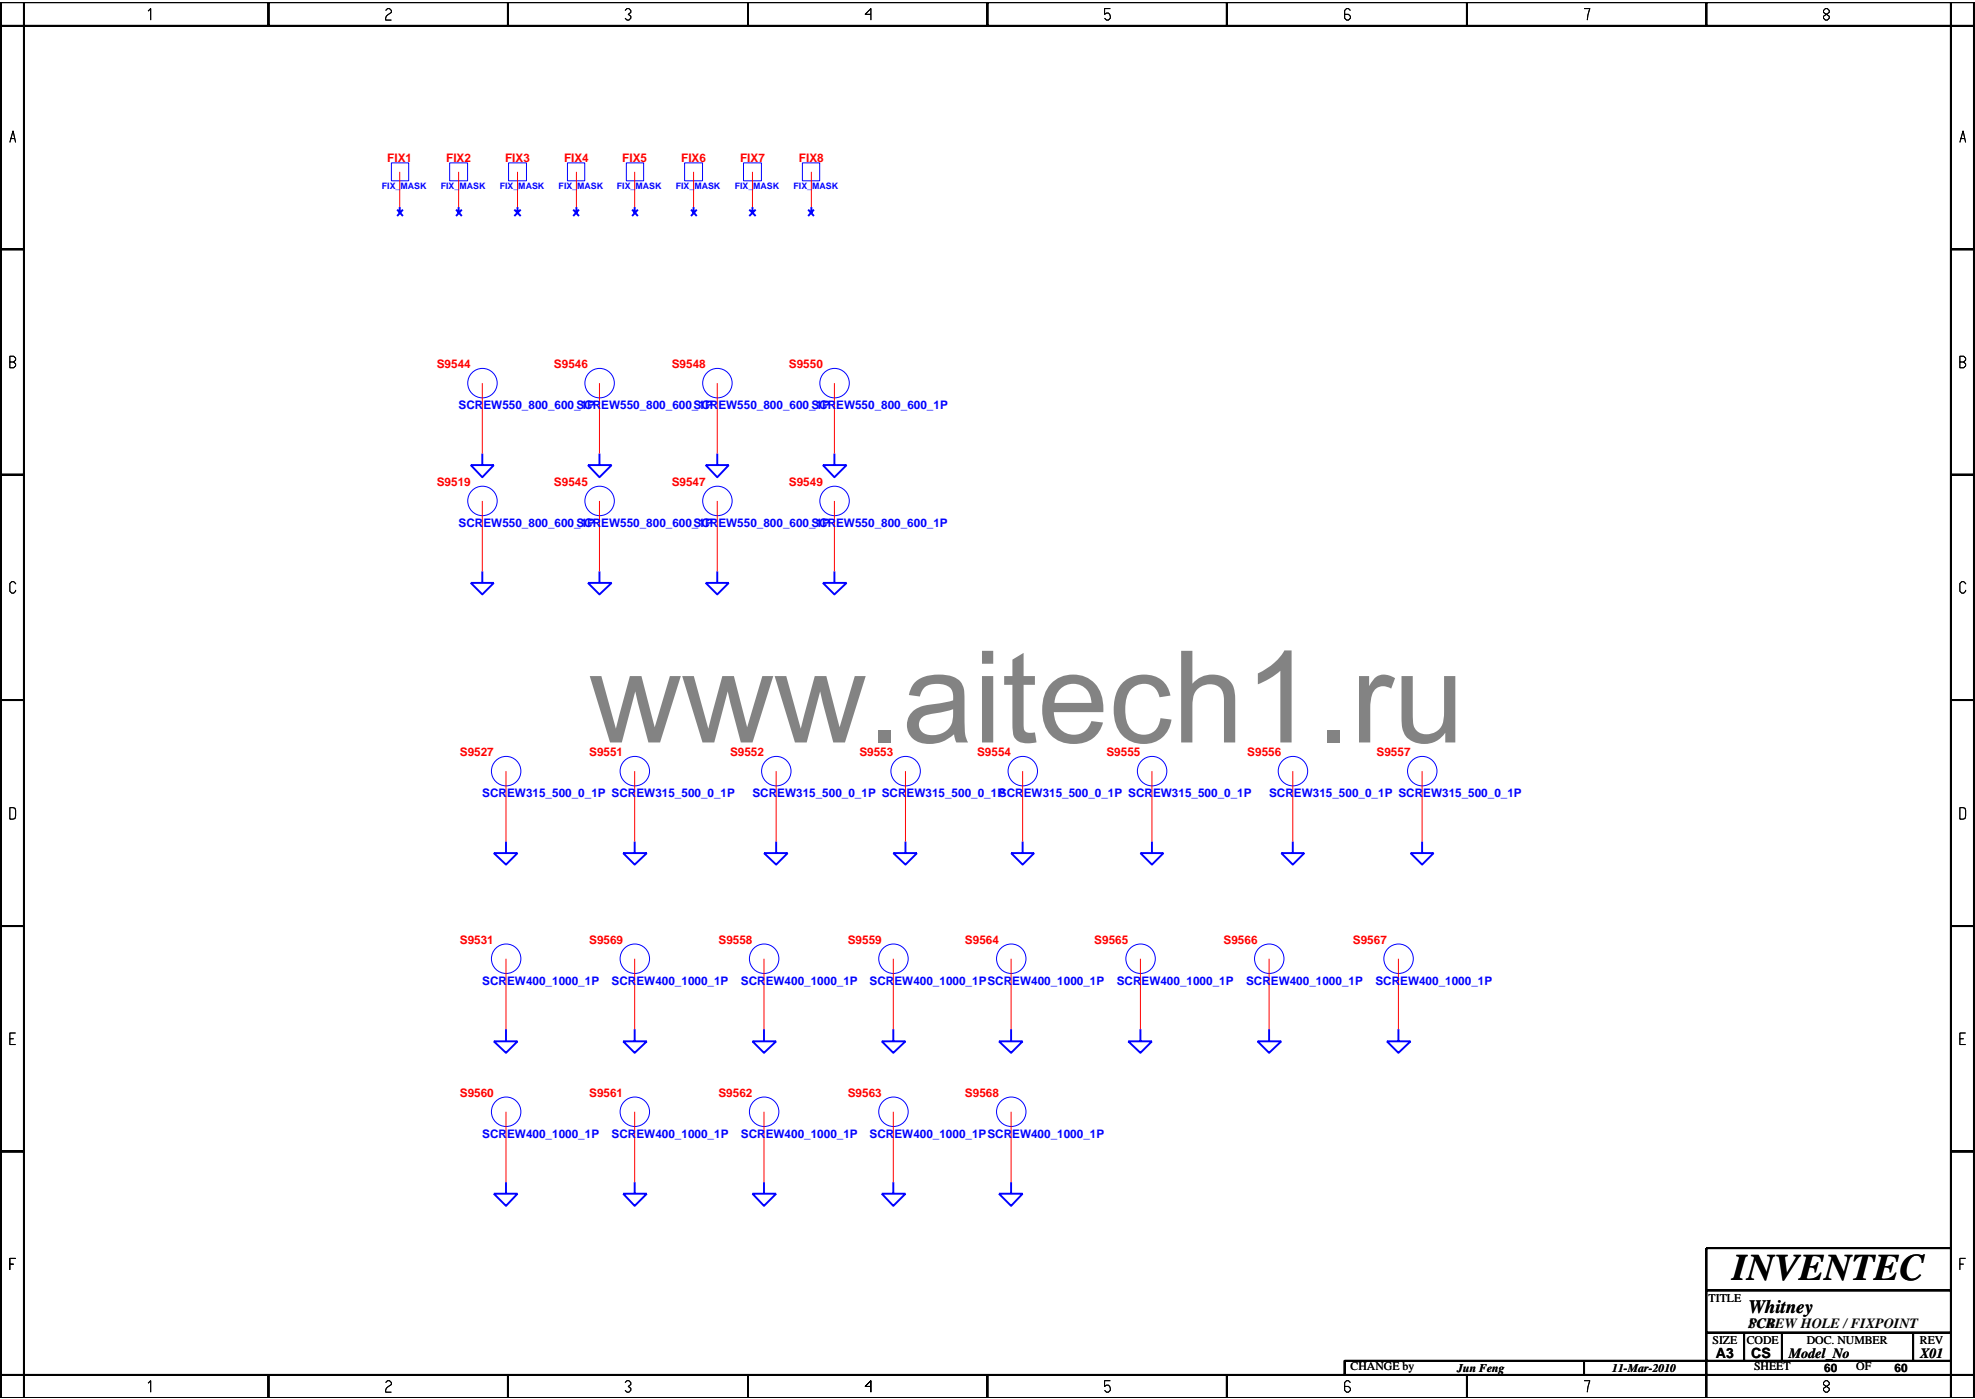 1 2 3 4 5 6 7 8
A A
FIX1 FIX2 FIX3 FIX4 FIX5 FIX6 FIX7 FIX8
FIX_MASK FIX_MASK FIX_MASK FIX_MASK FIX_MASK FIX_MASK FIX_MASK FIX_MASK
B B
S9544 S9546 S9548 S9550
SCREW550_800_600_1P SCREW550_800_600_1P SCREW550_800_600_1P SCREW550_800_600_1P
S9519 S9545 S9547 S9549
SCREW550_800_600_1P SCREW550_800_600_1P SCREW550_800_600_1P SCREW550_800_600_1P
C C
www.aitech1.ru
S9527 S9551 S9552 S9553 S9554 S9555 S9556 S9557
SCREW315_500_0_1P SCREW315_500_0_1P SCREW315_500_0_1P SCREW315_500_0_1P SCREW315_500_0_1P SCREW315_500_0_1P SCREW315_500_0_1P SCREW315_500_0_1P
D D
S9531 S9569 S9558 S9559 S9564 S9565 S9566 S9567
SCREW400_1000_1P SCREW400_1000_1P SCREW400_1000_1P SCREW400_1000_1P SCREW400_1000_1P SCREW400_1000_1P SCREW400_1000_1P SCREW400_1000_1P
E E
S9560 S9561 S9562 S9563 S9568
SCREW400_1000_1P SCREW400_1000_1P SCREW400_1000_1P SCREW400_1000_1P SCREW400_1000_1P
F F
INVENTEC
TITLE Whitney
SCREW HOLE / FIXPOINT
SIZE CODE DOC. NUMBER REV
A3 CS Model_No X01
CHANGE by Jun Feng 11-Mar-2010 SHEET 60 OF 60
1 2 3 4 5 6 7 8